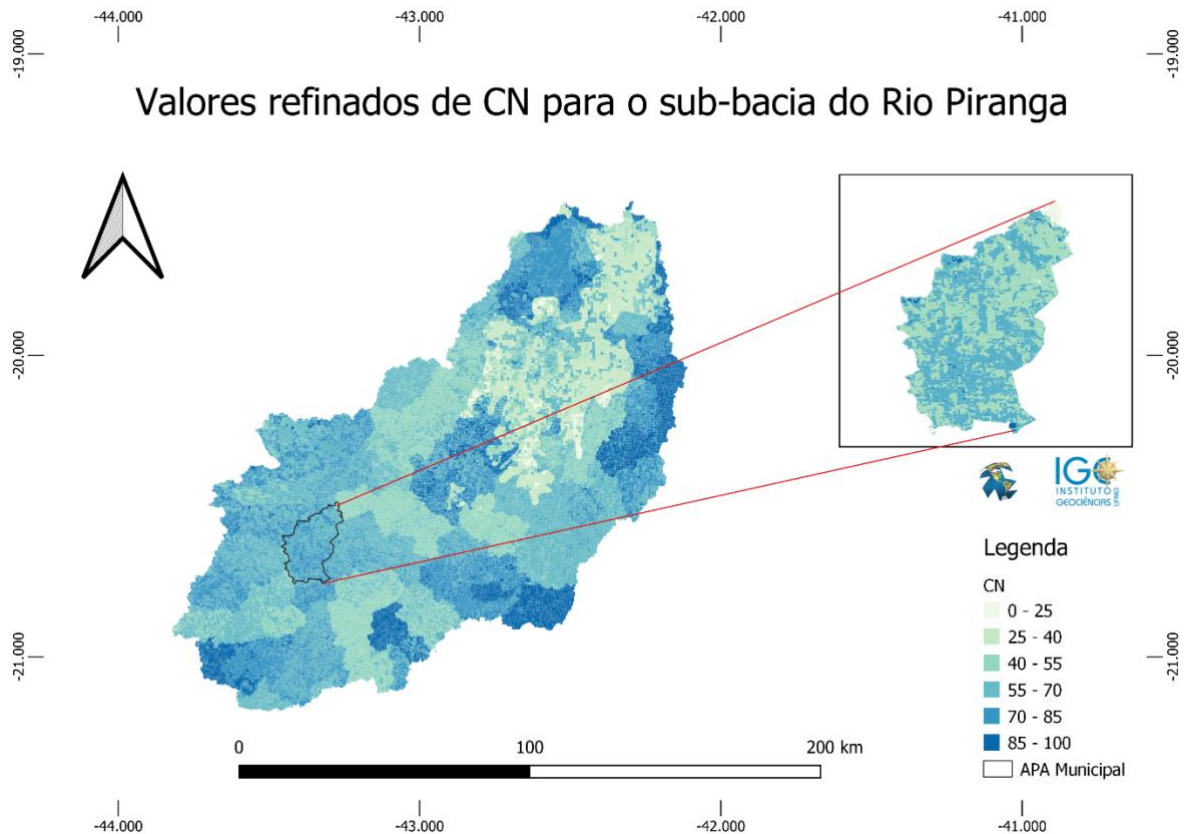 -44.000 -43.000 -42.000 -41.000
-19.000 -19.000
Valores refinados de CN para o sub-bacia do Rio Piranga
-20.000 -20.000
IGC
INSTITUTO
GEOCIÊNCIAS
UFMG
Legenda
CN
0 - 25
25 - 40
40 - 55
55 - 70
70 - 85
85 - 100
APA Municipal
-21.000 -21.000
0 100 200 km
-44.000 -43.000 -42.000 -41.000